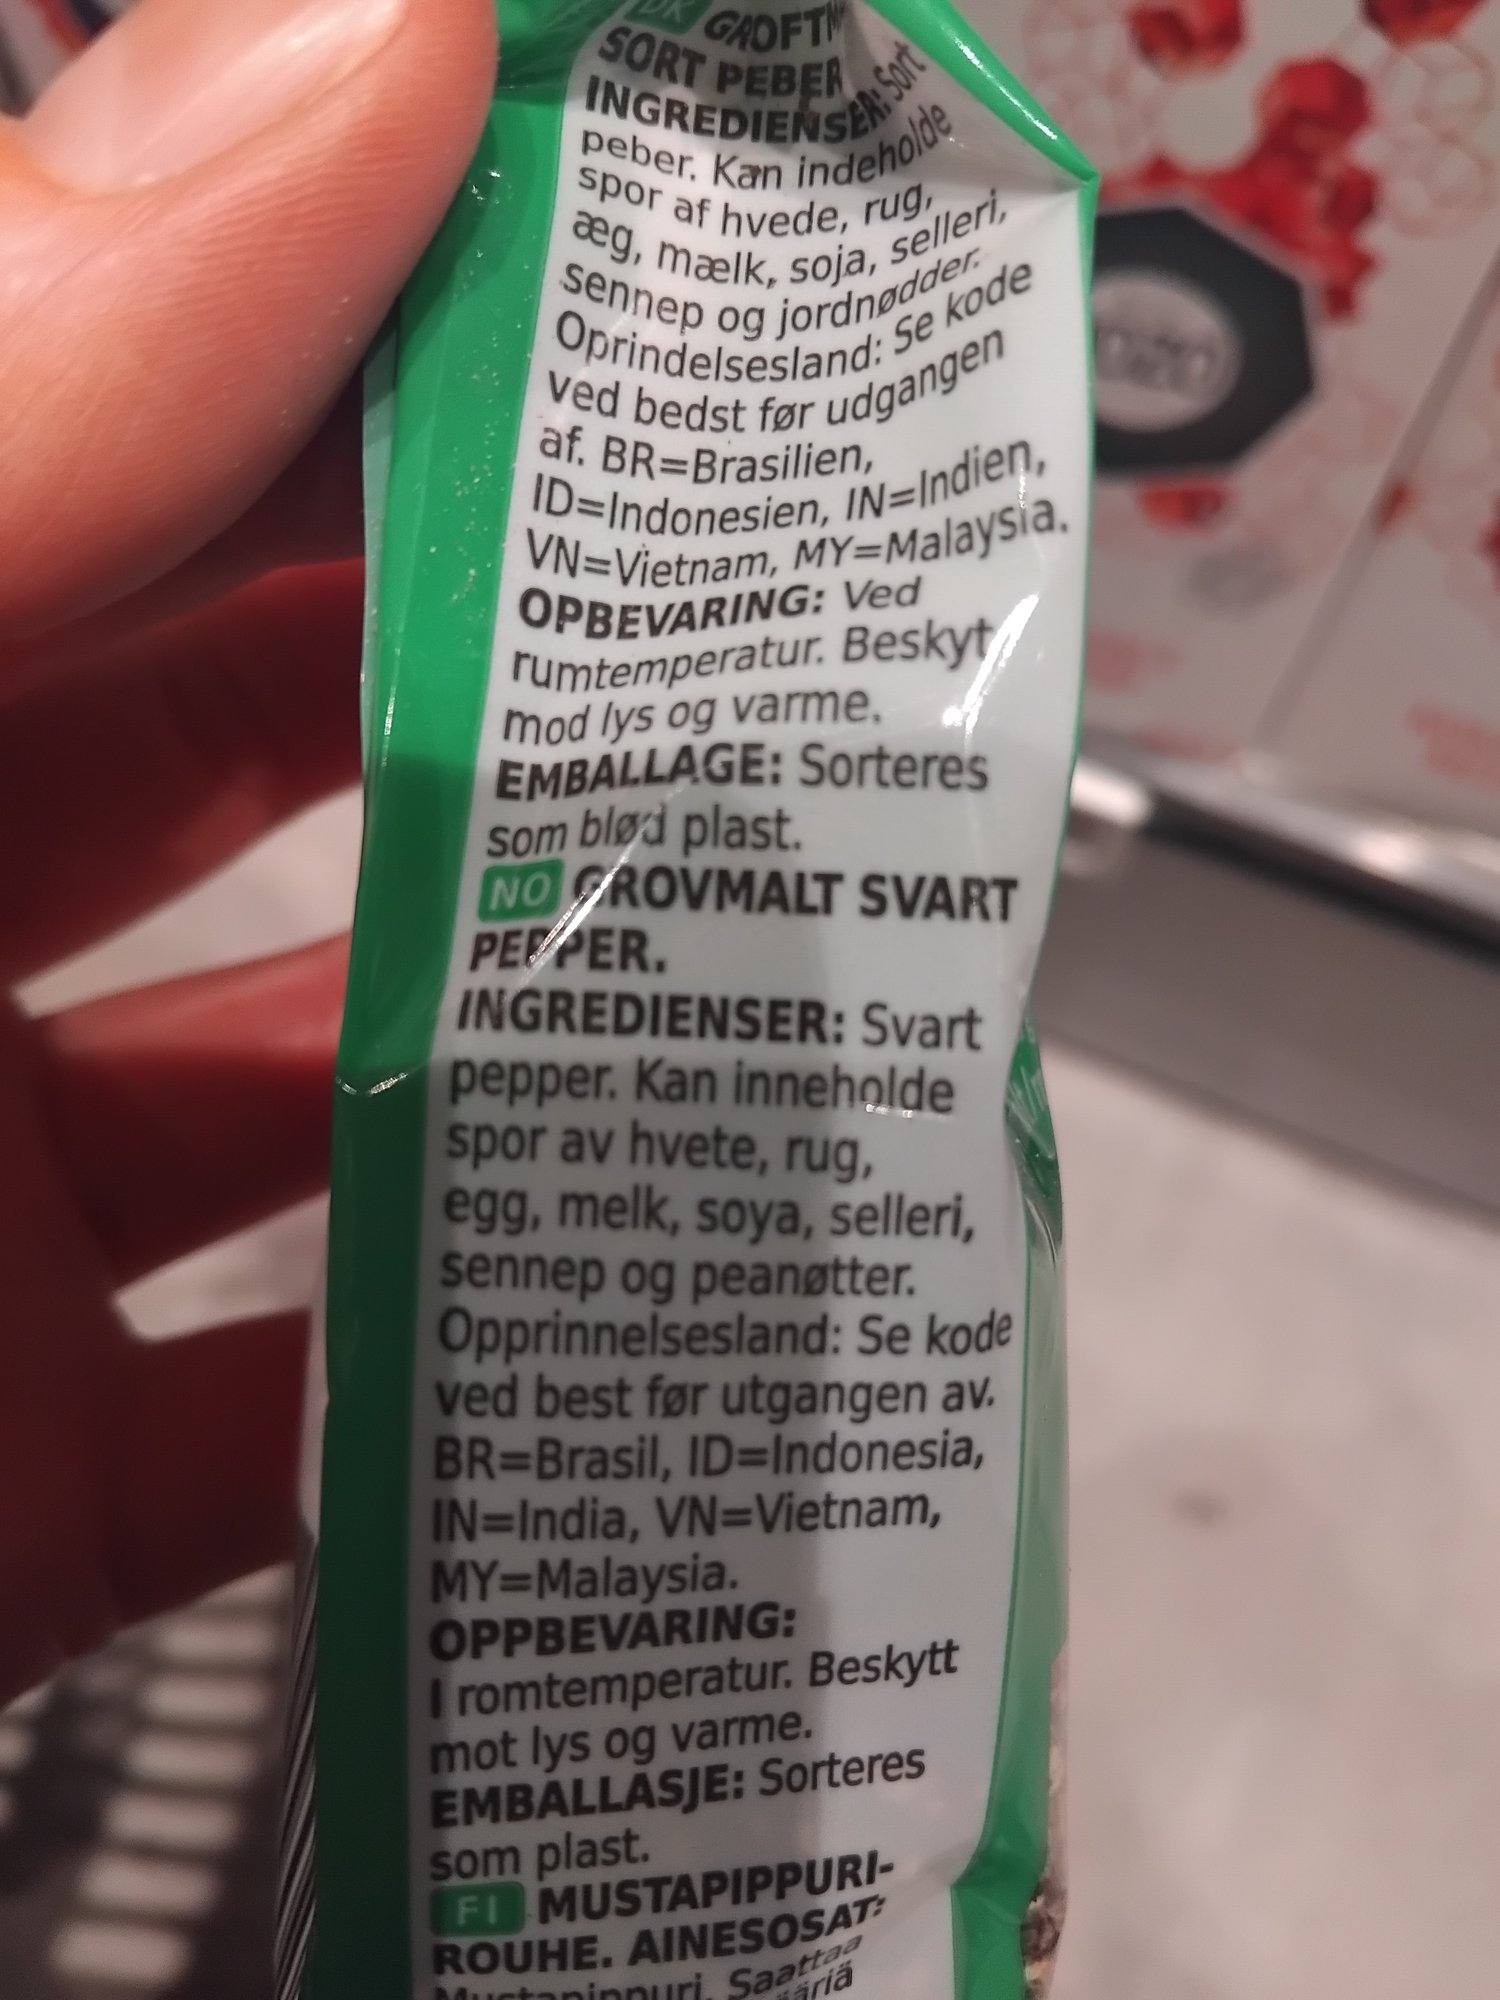 DK GROFTM
SORT PEBER
INGREDIENSER: Sort
peber. Kan indeholde
spor af hvede, rug,
æg, mælk, soja, selleri,
sennep og jordnødder.
Oprindelsesland: Se kode
ved bedst før udgangen
af. BR=Brasilien,
ID=Indonesien, IN=Indien,
VN=Vietnam, MY=Malaysia.
OPBEVARING: Ved
rumtemperatur. Beskyt
mod lys og varme.
EMBALLAGE: Sorteres
som blød plast.
NO GROVMALT SVART
PEPPER.
INGREDIENSER: Svart
pepper. Kan inneholde
spor av hvete, rug,
egg, melk, soya, selleri,
sennep og peanøtter.
Opprinnelsesland: Se kode
ved best før utgangen av.
BR=Brasil, ID=Indonesia,
IN=India, VN=Vietnam,
MY=Malaysia.
OPPBEVARING:
I romtemperatur. Beskytt
mot lys og varme.
EMBALLASJE: Sorteres
som plast.
FI MUSTAPIPPURI-
ROUHE. AINESOSAT:
Mustapippuri. Saattaa